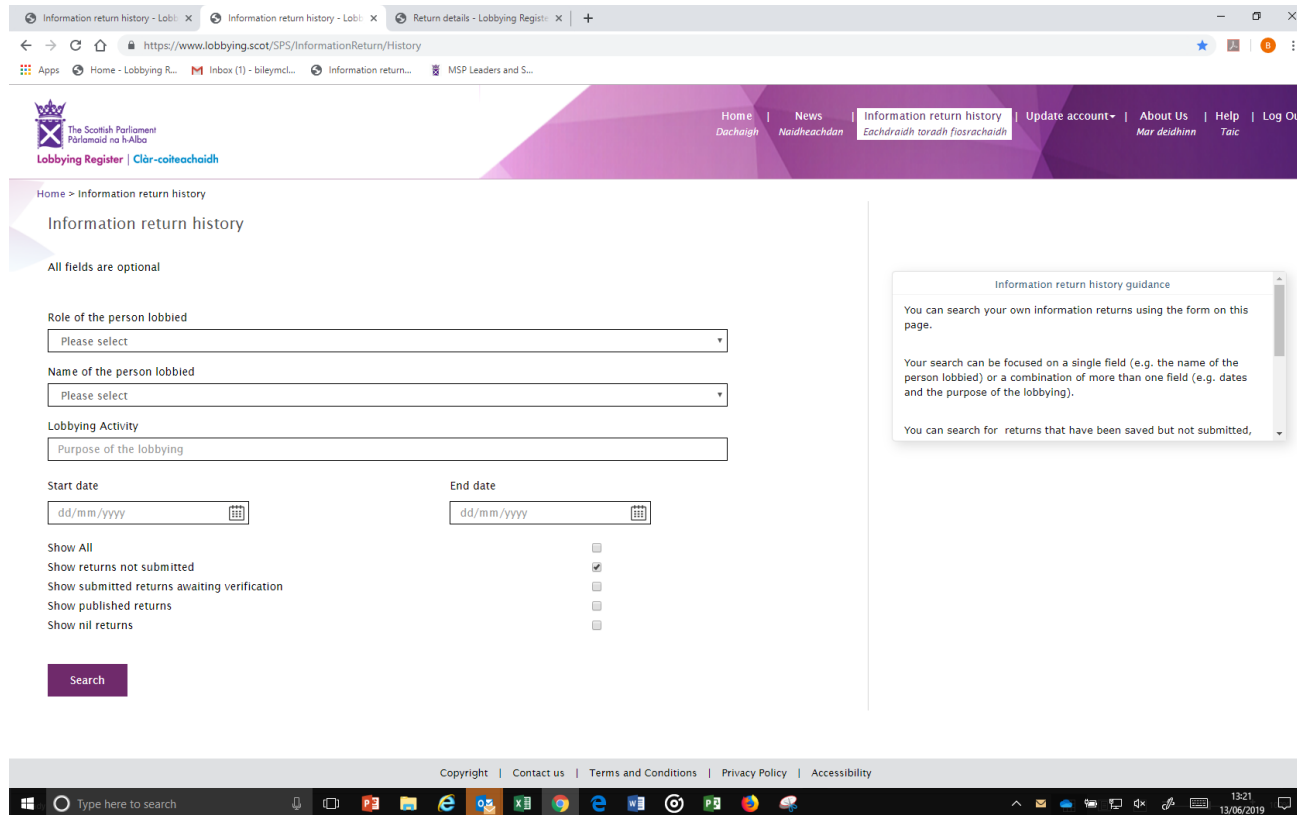 Information return history - Lobb
Information return history - Lobb
Return details - Lobbying Registe
https://www.lobbying.scot/SPS/InformationReturn/History
B
Apps
Home - Lobbying R...
Inbox (1) - bileymcl...
Information return...
MSP Leaders and S...
The Scottish Parliament
Pàrlamaid na h-Alba
Lobbying Register | Clàr-coiteachaidh
Home | News | Information return history | Update account | About Us | Help | Log Ou
Dachaigh Naidheachdan Eachdraidh toradh fiosrachaidh Mar deidhinn Taic
Home > Information return history
Information return history
All fields are optional
Role of the person lobbied
Please select
Name of the person lobbied
Please select
Lobbying Activity
Purpose of the lobbying
Start date
End date
dd/mm/yyyy
dd/mm/yyyy
Show All
Show returns not submitted
Show submitted returns awaiting verification
Show published returns
Show nil returns
Search
Information return history guidance
You can search your own information returns using the form on this
page.
Your search can be focused on a single field (e.g. the name of the
person lobbied) or a combination of more than one field (e.g. dates
and the purpose of the lobbying).
You can search for returns that have been saved but not submitted,
Copyright | Contact us | Terms and Conditions | Privacy Policy | Accessibility
Type here to search
13:21
13/06/2019